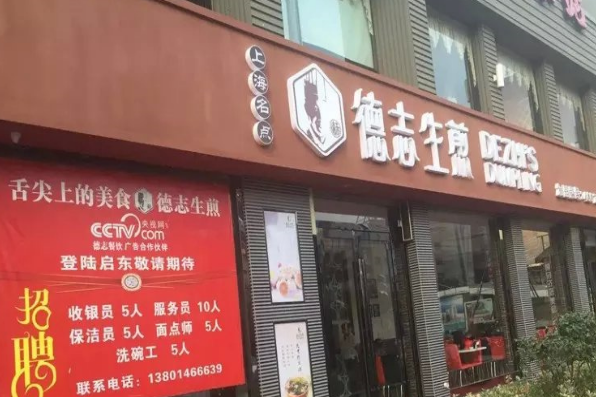 上海名点
德志生煎
DEZHI'S
DUMPLING
舌尖上的美食 德志生煎
CCTV 央视网
com
德志餐饮 广告合作伙伴
登陆启东敬请期待
招聘
收银员 5人 服务员 10人
保洁员 5人 面点师 5人
洗碗工 5人
联系电话：13801466639